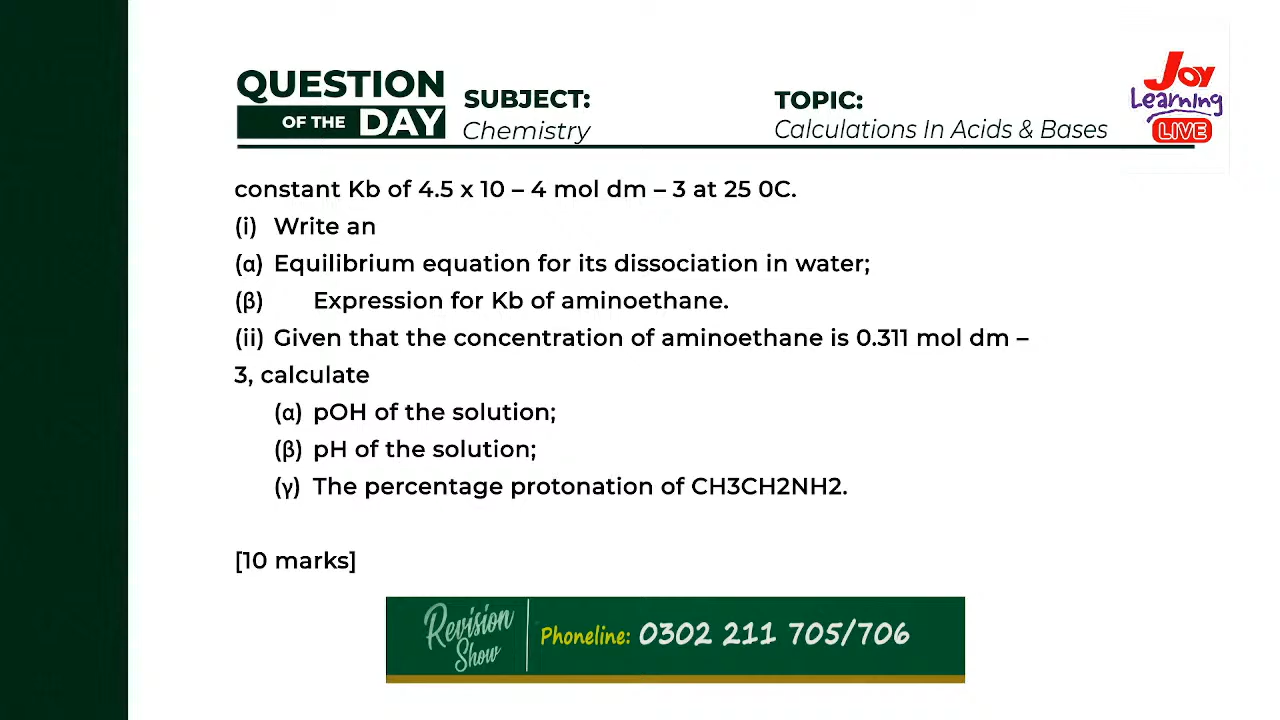 QUESTION
OF THE DAY
SUBJECT:
Chemistry
TOPIC:
Calculations In Acids & Bases
Joy
Learning
LIVE
constant Kb of 4.5 x 10 – 4 mol dm – 3 at 25 0C.
(i) Write an
(α) Equilibrium equation for its dissociation in water;
(β) Expression for Kb of aminoethane.
(ii) Given that the concentration of aminoethane is 0.311 mol dm –
3, calculate
(α) pOH of the solution;
(β) pH of the solution;
(γ) The percentage protonation of CH3CH2NH2.
[10 marks]
Revision
Show
Phoneline: 0302 211 705/706